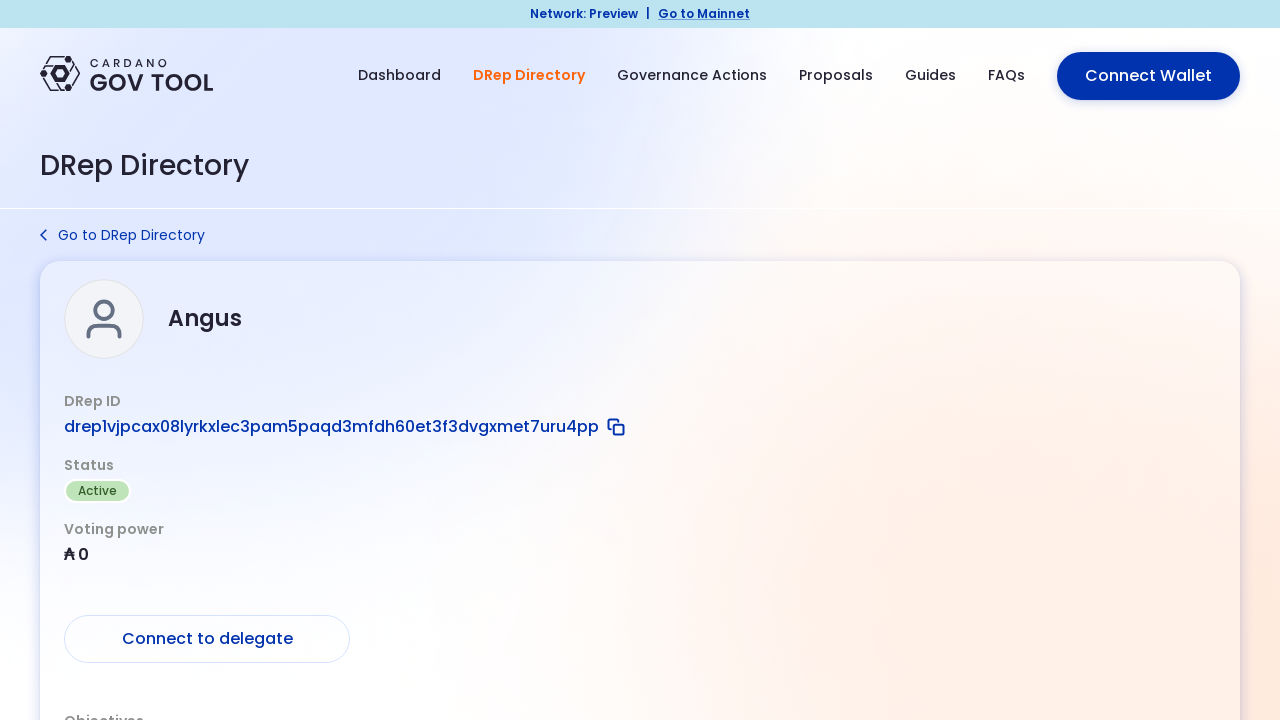 Network: Preview | Go to Mainnet
CARDANO
GOV TOOL
Dashboard
DRep Directory
Governance Actions
Proposals
Guides
FAQs
Connect Wallet
DRep Directory
Go to DRep Directory
Angus
DRep ID
drep1vjpcax08lyrkxlec3pam5paqd3mfdh60et3f3dvgxmet7uru4pp
Status
Active
Voting power
₳ 0
Connect to delegate
Objectives